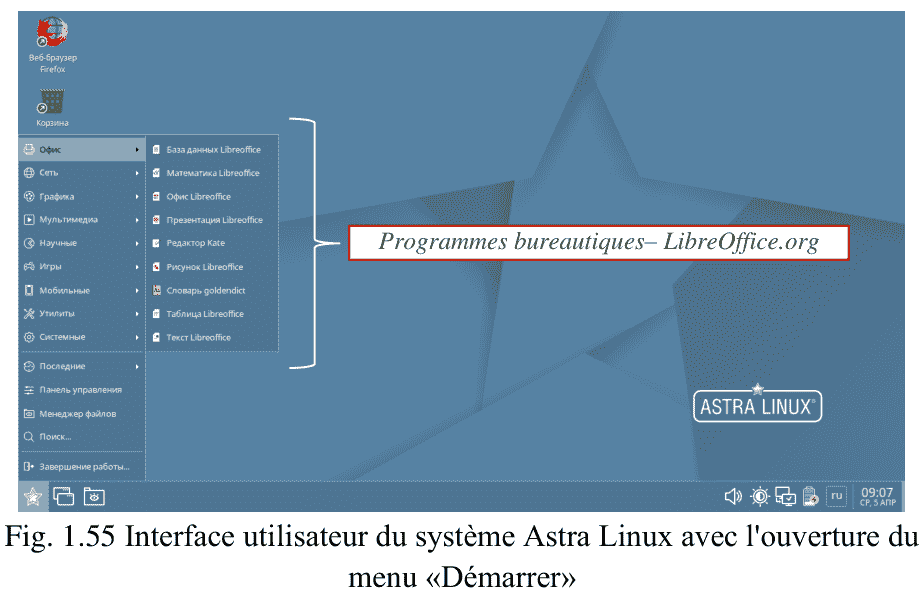 Веб-браузер
Firefox
Корзина
Офис
Сеть
Графика
Мультимедиа
Научные
Игры
Мобильные
Утилиты
Системные
Последние
Панель управления
Менеджер файлов
Поиск...
Завершение работы...
База данных Libreoffice
Математика Libreoffice
Офис Libreoffice
Презентация Libreoffice
Редактор Kate
Рисунок Libreoffice
Словарь goldendict
Таблица Libreoffice
Текст Libreoffice
Programmes bureautiques– LibreOffice.org
ASTRA LINUX®
ru
09:07
СР, 5 АПР
Fig. 1.55 Interface utilisateur du système Astra Linux avec l'ouverture du
menu «Démarrer»